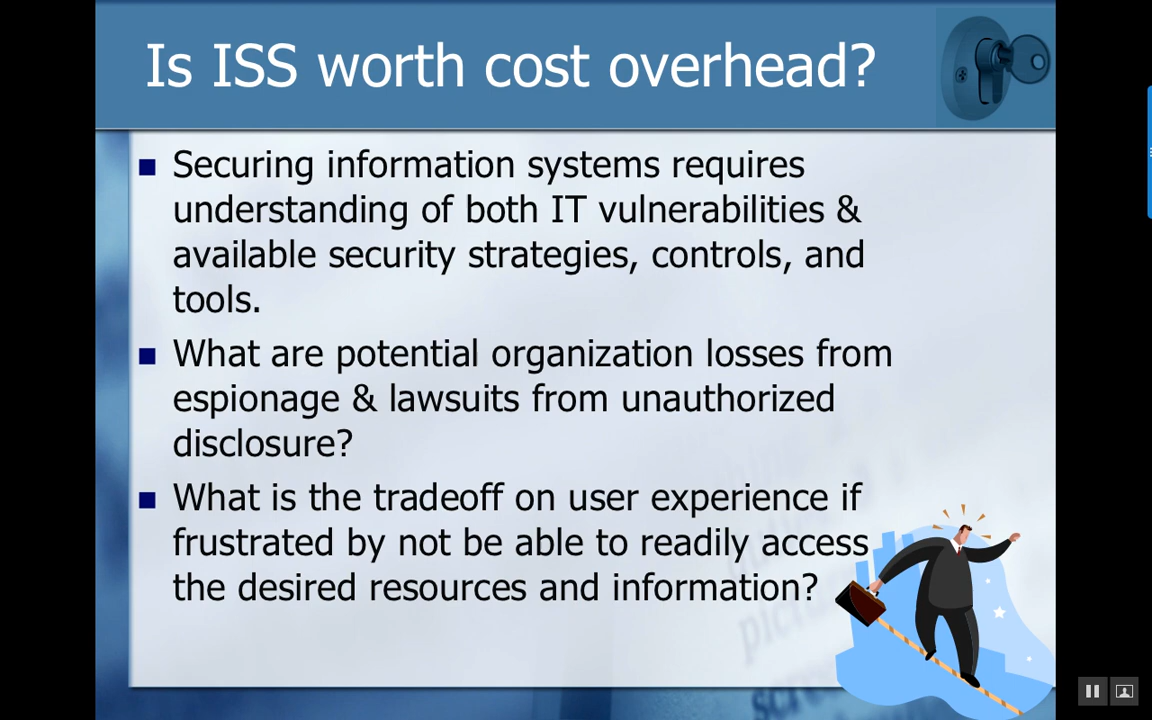 Is ISS worth cost overhead?
Securing information systems requires
understanding of both IT vulnerabilities &
available security strategies, controls, and
tools.
What are potential organization losses from
espionage & lawsuits from unauthorized
disclosure?
What is the tradeoff on user experience if
frustrated by not be able to readily access
the desired resources and information?